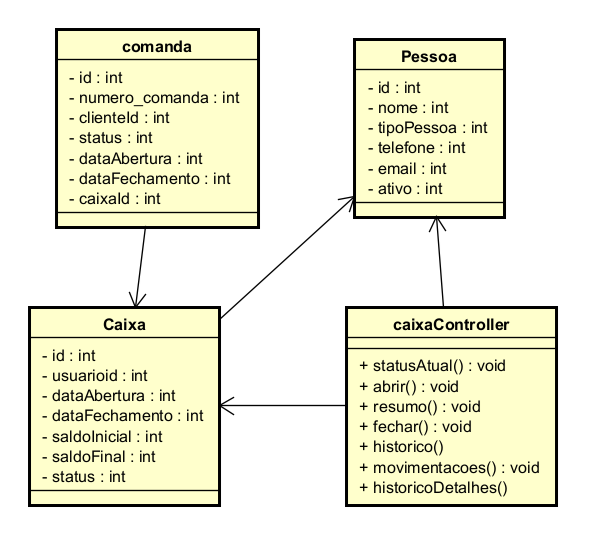 comanda
- id : int
- numero_comanda : int
- clienteId : int
- status : int
- dataAbertura : int
- dataFechamento : int
- caixaId : int
Pessoa
- id : int
- nome : int
- tipoPessoa : int
- telefone : int
- email : int
- ativo : int
Caixa
- id : int
- usuarioid : int
- dataAbertura : int
- dataFechamento : int
- saldoInicial : int
- saldoFinal : int
- status : int
caixaController
+ statusAtual() : void
+ abrir() : void
+ resumo() : void
+ fechar() : void
+ historico()
+ movimentacoes() : void
+ historicoDetalhes()